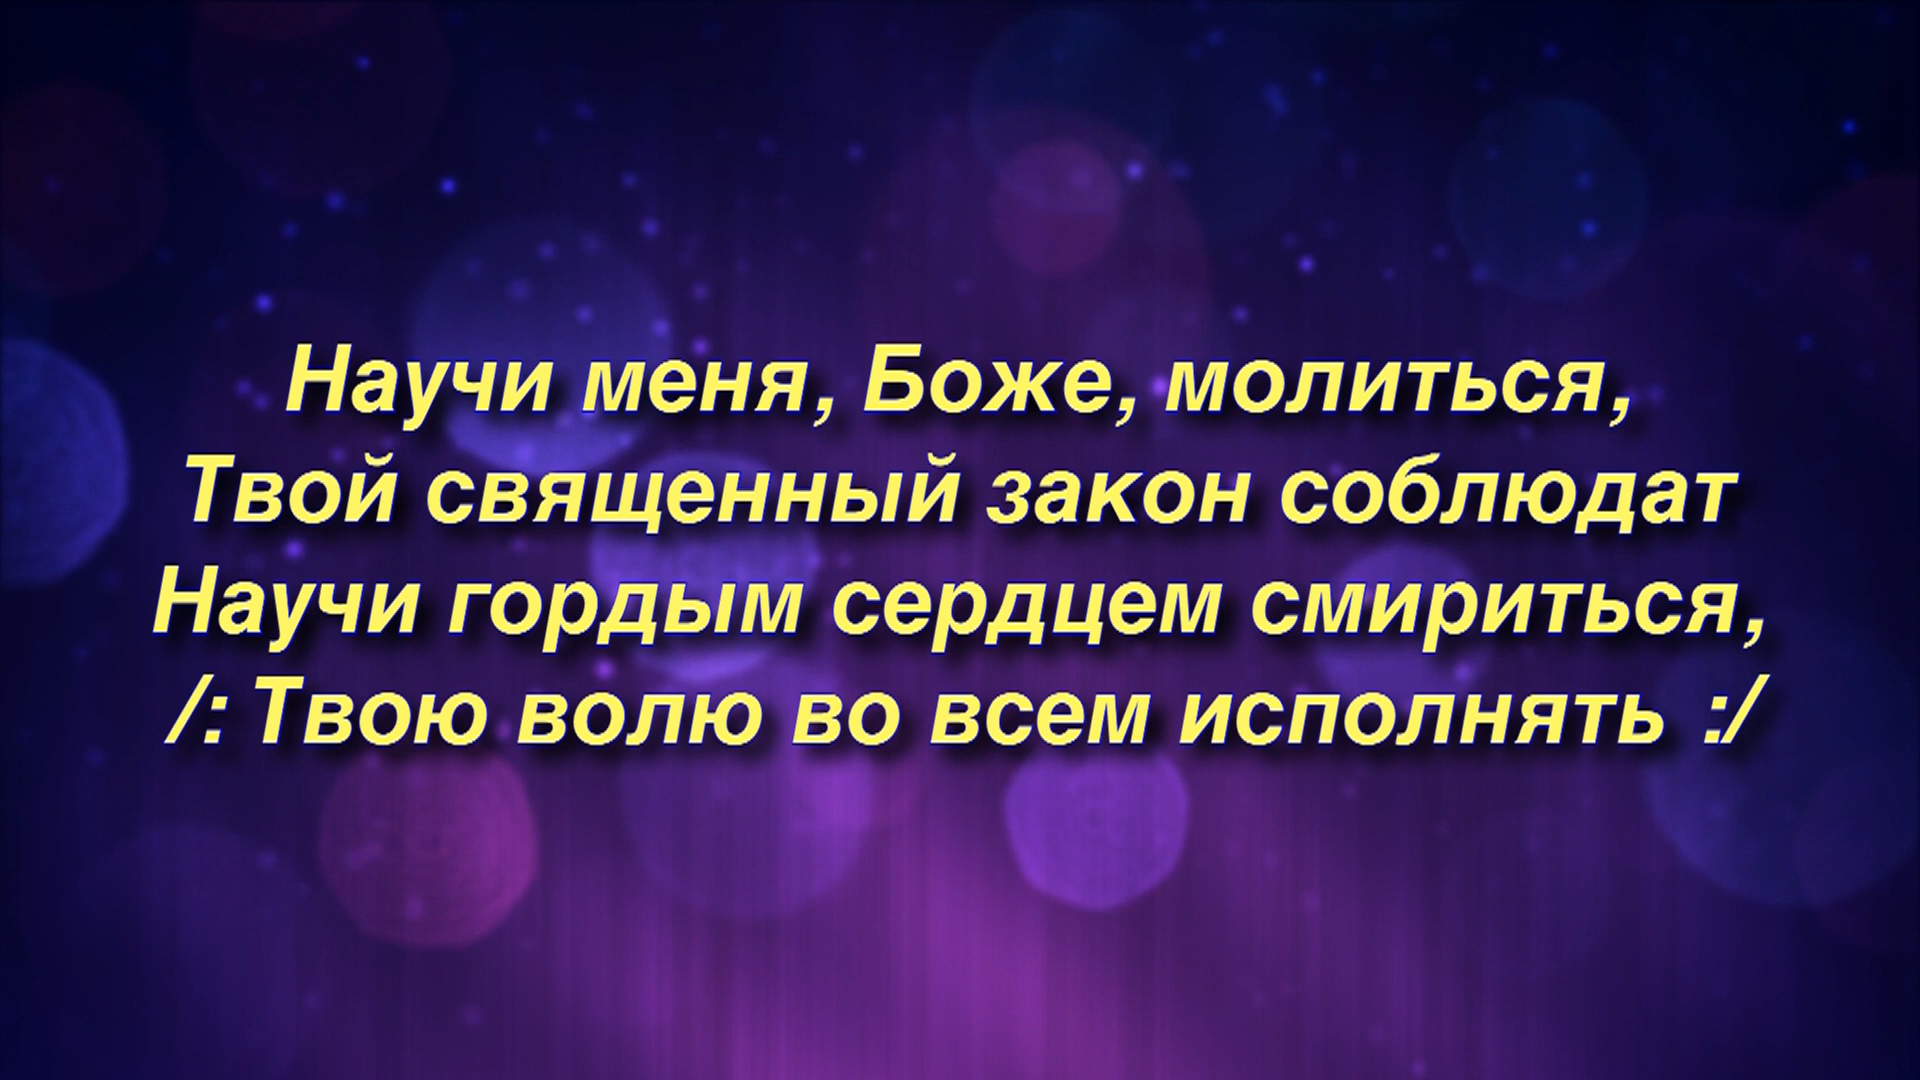 Научи меня, Боже, молиться,
Твой священный закон соблюдат
Научи гордым сердцем смириться,
/: Твою волю во всем исполнять :/